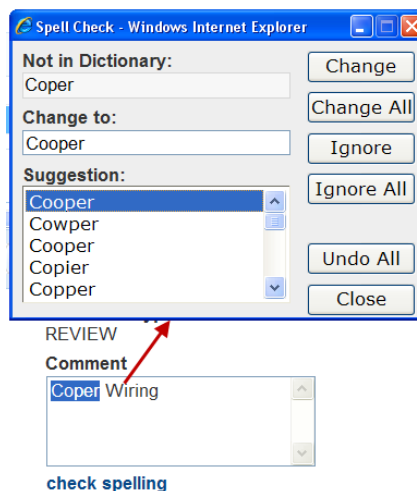 Spell Check - Windows Internet Explorer
Not in Dictionary:
Coper
Change to:
Cooper
Suggestion:
Cooper
Cowper
Cooper
Copier
Copper
Change
Change All
Ignore
Ignore All
Undo All
Close
REVIEW
Comment
Coper Wiring
check spelling